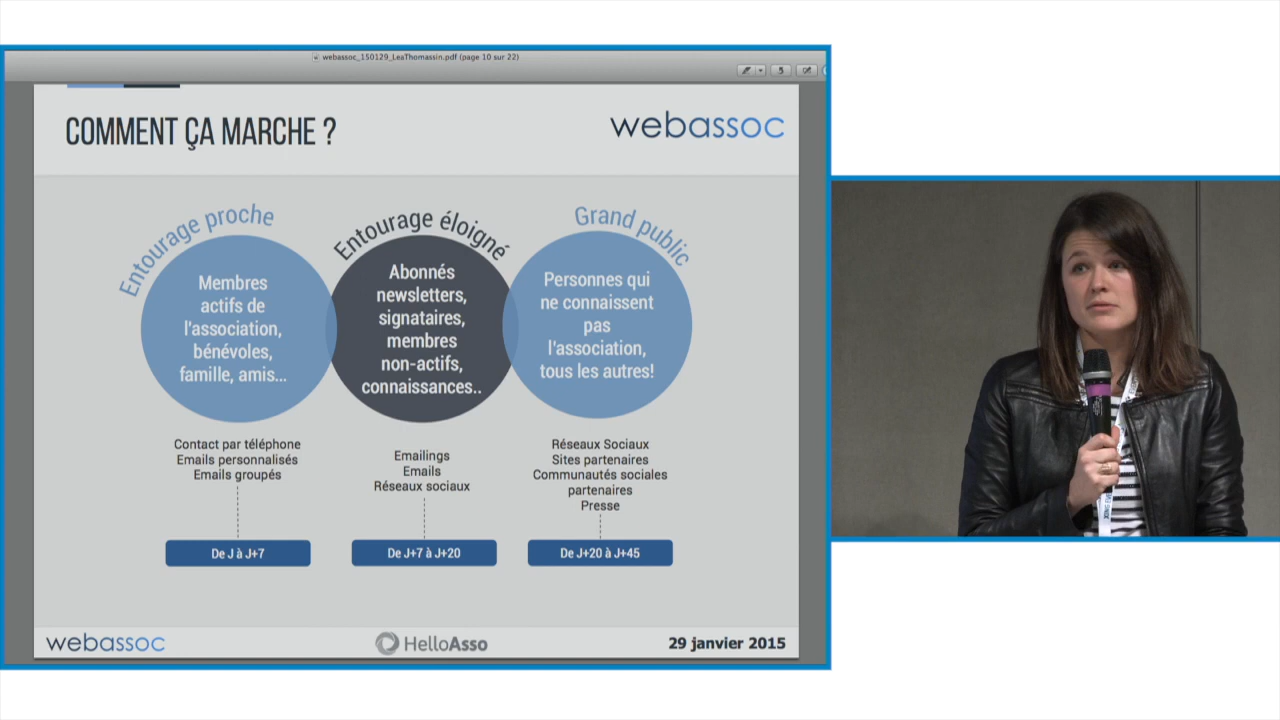 webassoc_150129_LeaThomassin.pdf (page 10 sur 22)
COMMENT ÇA MARCHE ?
webassoc
Entourage proche
Membres
actifs de
l'association,
bénévoles,
famille, amis...
Contact par téléphone
Emails personnalisés
Emails groupés
De J à J+7
Entourage éloigné
Abonnés
newsletters,
signataires,
membres
non-actifs,
connaissances..
Emailings
Emails
Réseaux sociaux
De J+7 à J+20
Grand public
Personnes qui
ne connaissent
pas
l'association,
tous les autres!
Réseaux Sociaux
Sites partenaires
Communautés sociales
partenaires
Presse
De J+20 à J+45
webassoc
HelloAsso
29 janvier 2015